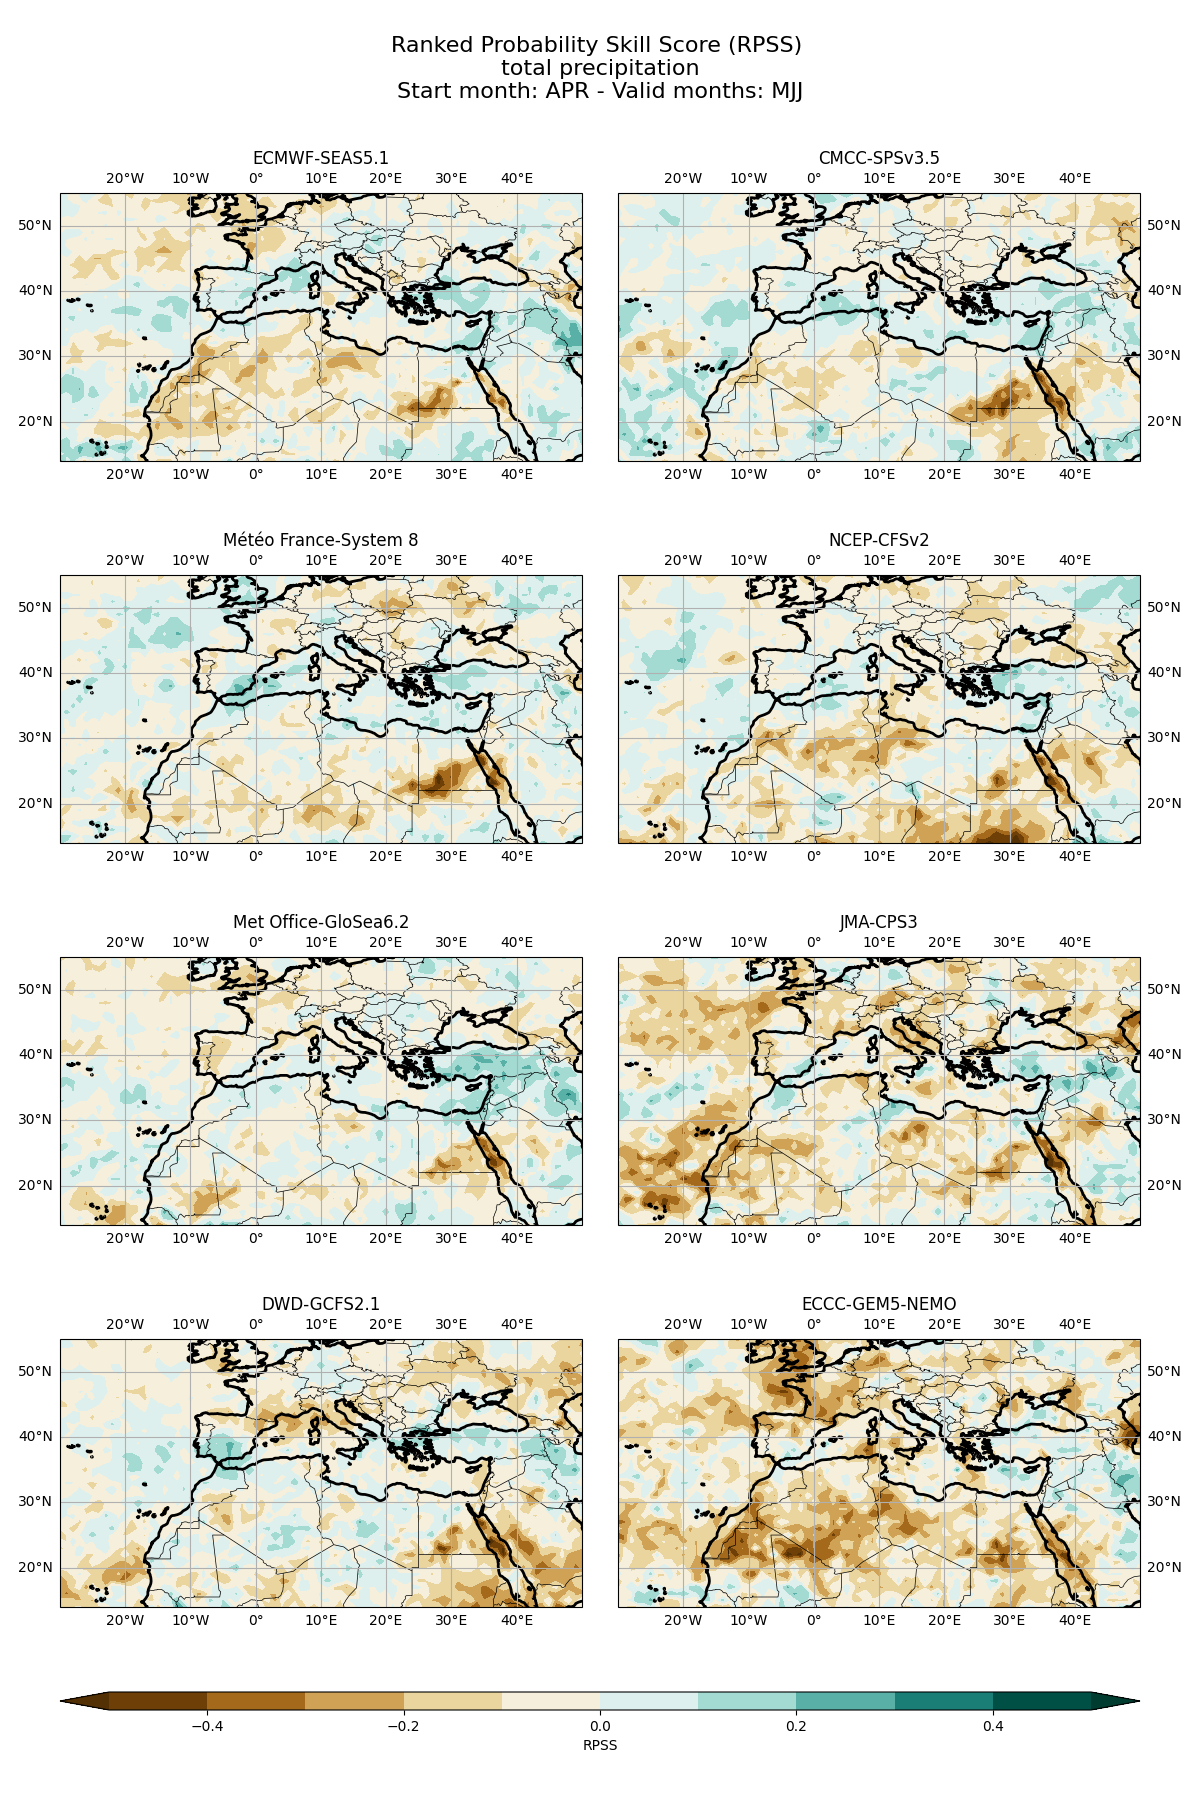 Ranked Probability Skill Score (RPSS)
total precipitation
Start month: APR - Valid months: MJJ
ECMWF-SEAS5.1
CMCC-SPSv3.5
20°W 10°W 0° 10°E 20°E 30°E 40°E
20°W 10°W 0° 10°E 20°E 30°E 40°E
50°N
50°N
40°N
40°N
30°N
30°N
20°N
20°N
20°W 10°W 0° 10°E 20°E 30°E 40°E
20°W 10°W 0° 10°E 20°E 30°E 40°E
Météo France-System 8
NCEP-CFSv2
20°W 10°W 0° 10°E 20°E 30°E 40°E
20°W 10°W 0° 10°E 20°E 30°E 40°E
50°N
50°N
40°N
40°N
30°N
30°N
20°N
20°N
20°W 10°W 0° 10°E 20°E 30°E 40°E
20°W 10°W 0° 10°E 20°E 30°E 40°E
Met Office-GloSea6.2
JMA-CPS3
20°W 10°W 0° 10°E 20°E 30°E 40°E
20°W 10°W 0° 10°E 20°E 30°E 40°E
50°N
50°N
40°N
40°N
30°N
30°N
20°N
20°N
20°W 10°W 0° 10°E 20°E 30°E 40°E
20°W 10°W 0° 10°E 20°E 30°E 40°E
DWD-GCFS2.1
ECCC-GEM5-NEMO
20°W 10°W 0° 10°E 20°E 30°E 40°E
20°W 10°W 0° 10°E 20°E 30°E 40°E
50°N
50°N
40°N
40°N
30°N
30°N
20°N
20°N
20°W 10°W 0° 10°E 20°E 30°E 40°E
20°W 10°W 0° 10°E 20°E 30°E 40°E
−0.4 −0.2 0.0 0.2 0.4
RPSS